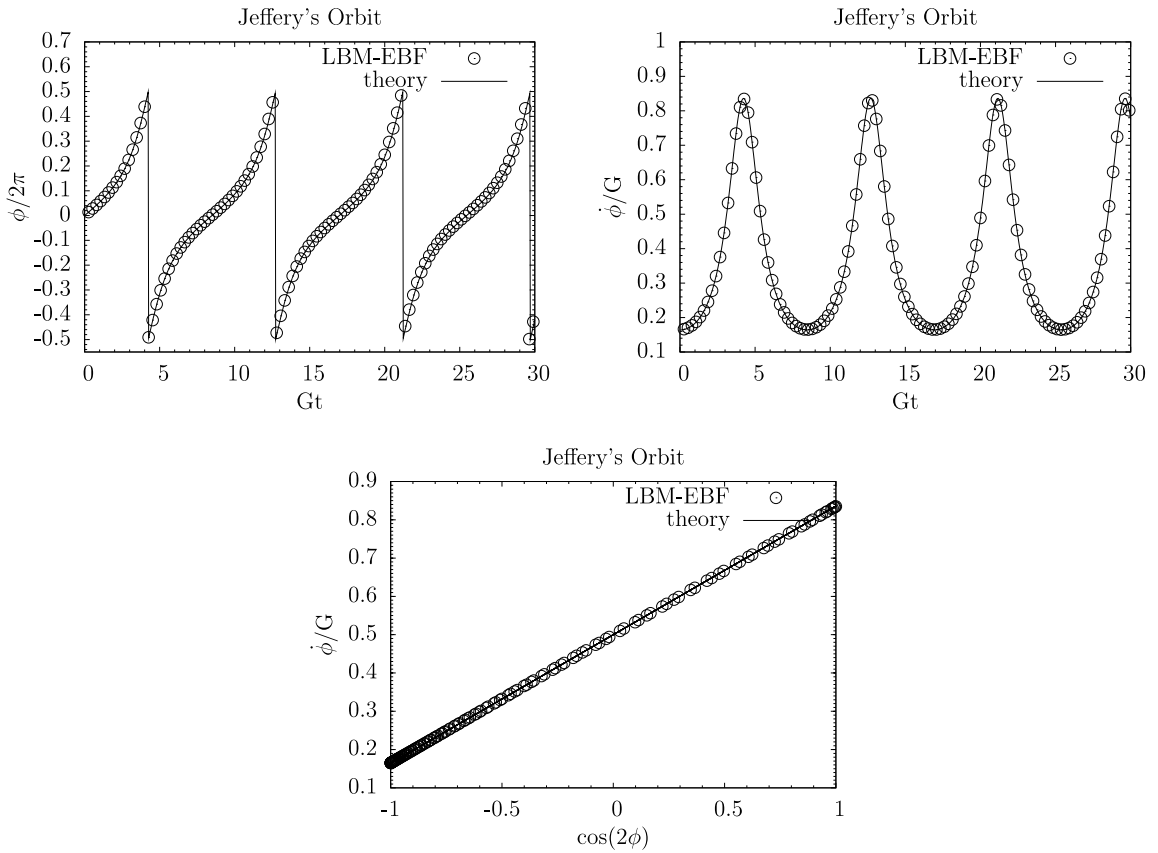 Jeffery's Orbit
LBM-EBF
theory
0.7
0.6
0.5
0.4
0.3
0.2
0.1
0
-0.1
-0.2
-0.3
-0.4
-0.5
ϕ/2π
0 5 10 15 20 25 30
Gt
Jeffery's Orbit
LBM-EBF
theory
1
0.9
0.8
0.7
0.6
0.5
0.4
0.3
0.2
0.1
ϕ̇/G
0 5 10 15 20 25 30
Gt
Jeffery's Orbit
LBM-EBF
theory
0.9
0.8
0.7
0.6
0.5
0.4
0.3
0.2
0.1
ϕ̇/G
-1 -0.5 0 0.5 1
cos(2ϕ)